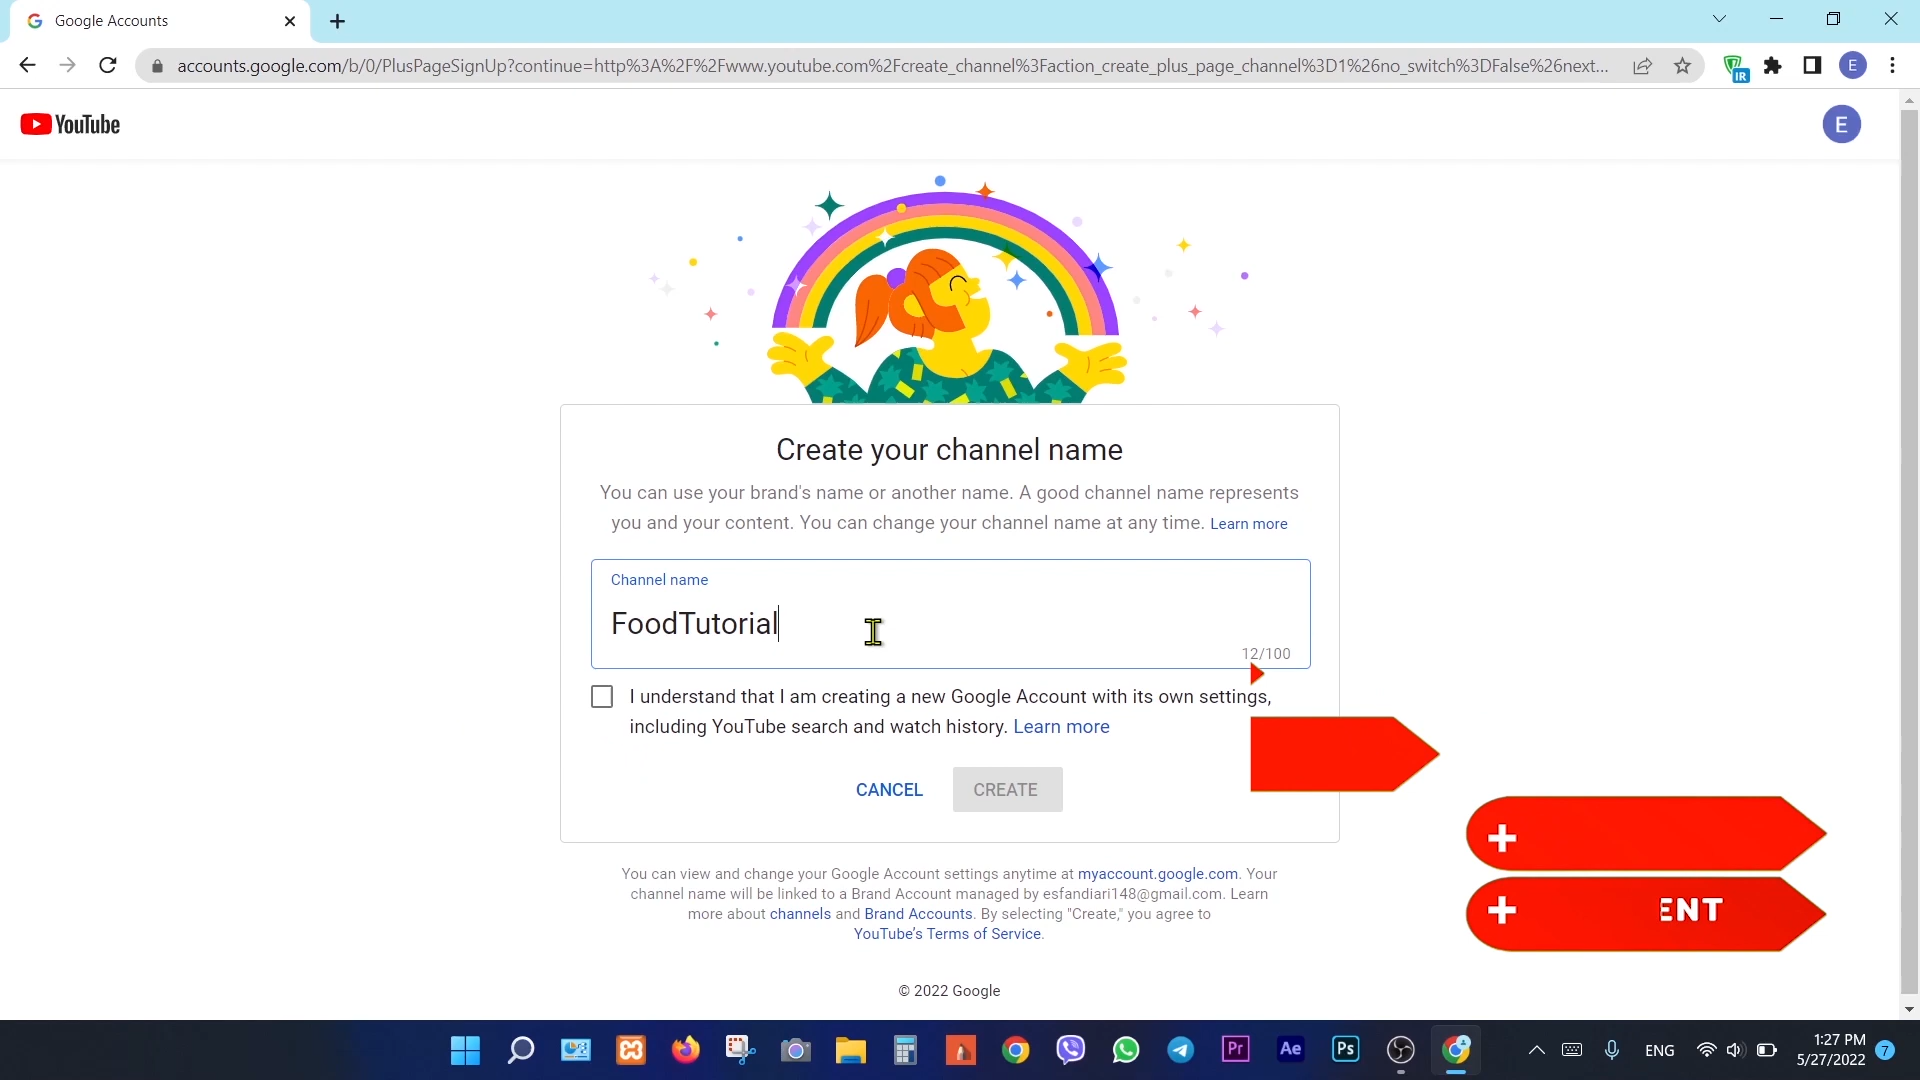 Google Accounts
accounts.google.com/b/0/PlusPageSignUp?continue=http%3A%2F%2Fwww.youtube.com%2Fcreate_channel%3Faction_create_plus_page_channel%3D1%26no_switch%3DFalse%26next...
IR
E
YouTube
E
Create your channel name
You can use your brand's name or another name. A good channel name represents
you and your content. You can change your channel name at any time. Learn more
Channel name
FoodTutorial
12/100
I understand that I am creating a new Google Account with its own settings,
including YouTube search and watch history. Learn more
CANCEL
CREATE
ENT
You can view and change your Google Account settings anytime at myaccount.google.com. Your
channel name will be linked to a Brand Account managed by esfandiari148@gmail.com. Learn
more about channels and Brand Accounts. By selecting "Create," you agree to
YouTube's Terms of Service.
© 2022 Google
Pr
Ae
Ps
ENG
1:27 PM
5/27/2022
7